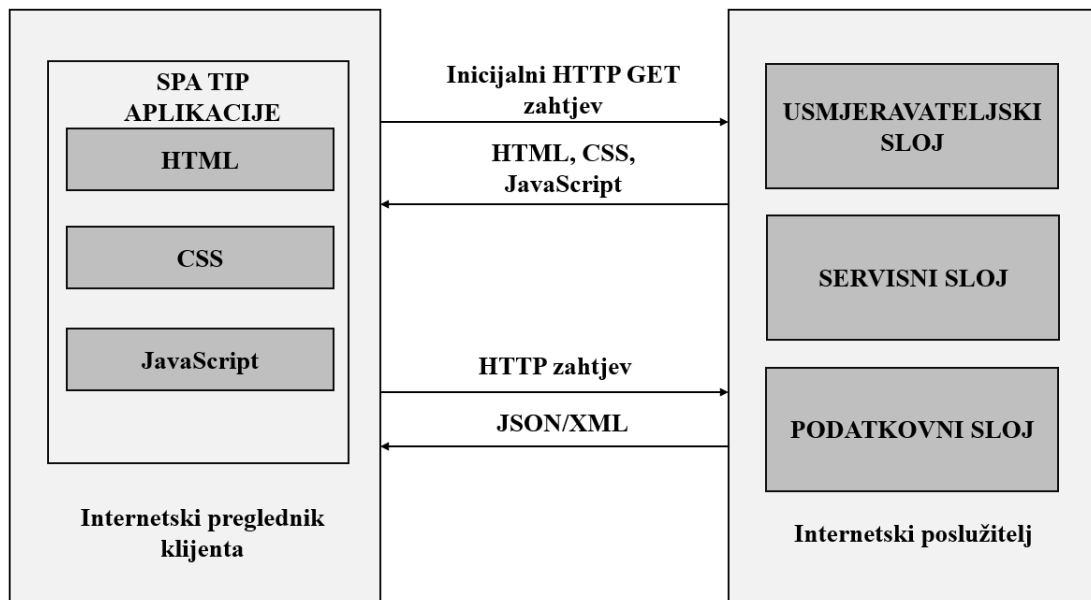 SPA TIP
APLIKACIJE
HTML
CSS
JavaScript
Internetski preglednik
klijenta
Inicijalni HTTP GET
zahtjev
HTML, CSS,
JavaScript
HTTP zahtjev
JSON/XML
USMJERAVATELJSKI
SLOJ
SERVISNI SLOJ
PODATKOVNI SLOJ
Internetski poslužitelj